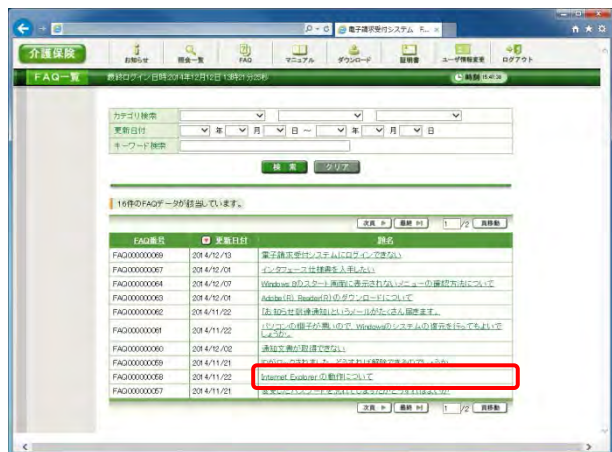 電子請求受付システム F...
介護保険
お知らせ 照会一覧 FAQ マニュアル ダウンロード 証明書 ユーザ情報変更 ログアウト
FAQ一覧 最終ログイン日時:2014年12月12日 13時21分25秒 時刻
カテゴリ検索
更新日付 年 月 日 ~ 年 月 日
キーワード検索
検索 クリア
16件のFAQデータが該当しています。
次頁 最終 1 /2 頁移動
FAQ番号 更新日付 題名
FAQ000000069 2014/12/13 電子請求受付システムにログインできない
FAQ000000067 2014/12/01 インタフェース仕様書を入手したい
FAQ000000064 2014/12/07 Windows 8のスタート画面に表示されないメニューの確認方法について
FAQ000000063 2014/12/01 Adobe(R) Reader(R)のダウンロードについて
FAQ000000062 2014/11/22 「お知らせ到達通知」というメールがたくさん届きます。
FAQ000000061 2014/11/22 パソコンの調子が悪いので、Windowsのシステムの復元を行ってもよいでしょうか。
FAQ000000060 2014/12/02 通知文書が取得できない
FAQ000000059 2014/11/21
FAQ000000058 2014/11/22 Internet Explorer の動作について
FAQ000000057 2014/11/21
次頁 最終 1 /2 頁移動